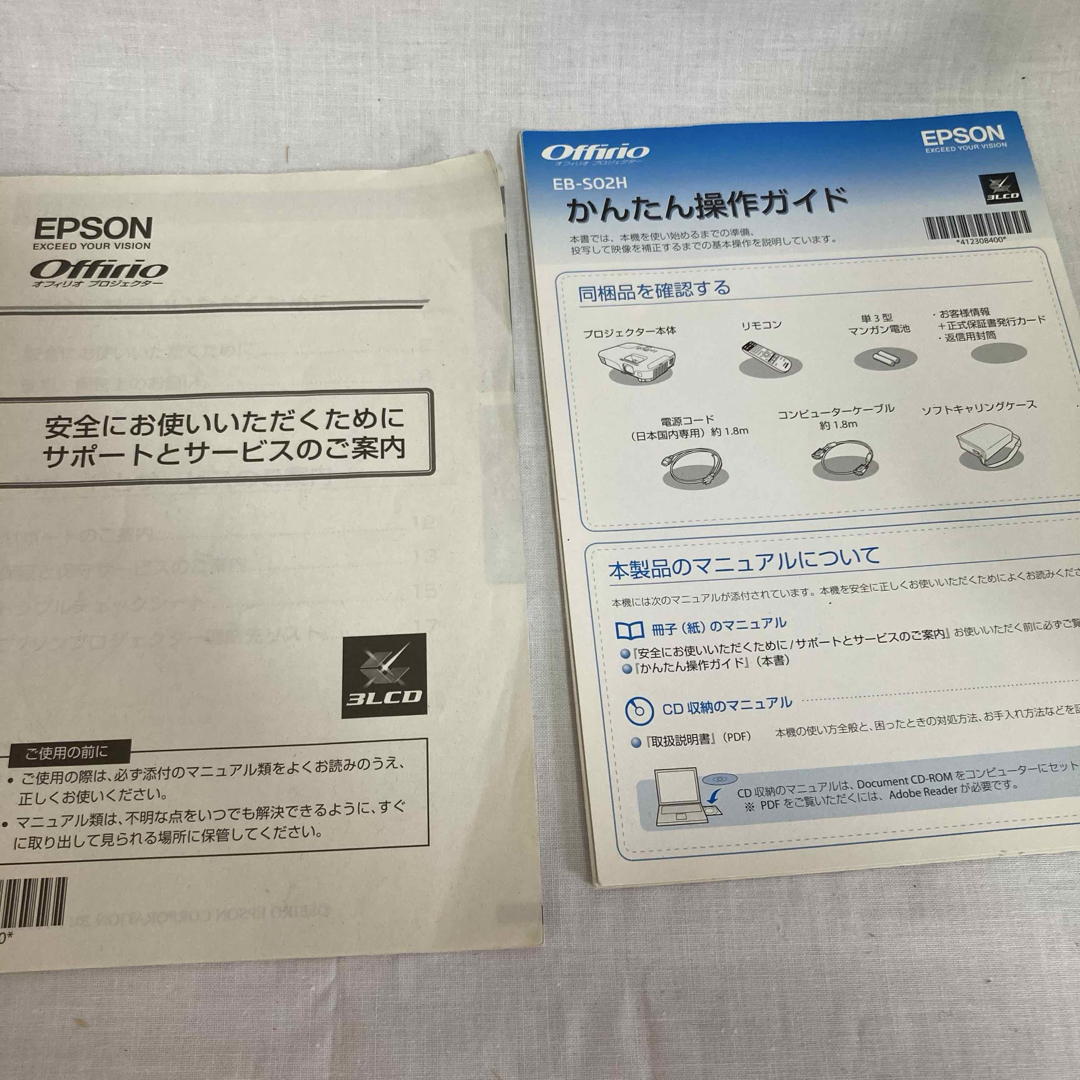 EPSON
EXCEED YOUR VISION
Offirio
オフィリオ プロジェクター
安全にお使いいただくために
サポートとサービスのご案内
3LCD
ご使用の前に
• ご使用の際は、必ず添付のマニュアル類をよくお読みのうえ、
正しくお使いください。
• マニュアル類は、不明な点をいつでも解決できるように、すぐ
に取り出して見られる場所に保管してください。
0*
Offirio
オフィリオ プロジェクター
EPSON
EXCEED YOUR VISION
EB-S02H
かんたん操作ガイド
3LCD
本書では、本機を使い始めるまでの準備、
投写して映像を補正するまでの基本操作を説明しています。
*412308400*
同梱品を確認する
プロジェクター本体
リモコン
単3型
マンガン電池
・お客様情報
＋正式保証書発行カード
・返信用封筒
電源コード
（日本国内専用）約1.8m
コンピューターケーブル
約1.8m
ソフトキャリングケース
本製品のマニュアルについて
本機には次のマニュアルが添付されています。本機を安全に正しくお使いいただくためによくお読みくださ
冊子（紙）のマニュアル
『安全にお使いいただくために/サポートとサービスのご案内』お使いいただく前に必ずご覧
『かんたん操作ガイド』（本書）
CD 収納のマニュアル
『取扱説明書』（PDF） 本機の使い方全般と、困ったときの対処方法、お手入れ方法などを記
CD 収納のマニュアルは、Document CD-ROM をコンピューターにセット
※ PDF をご覧いただくには、Adobe Reader が必要です。